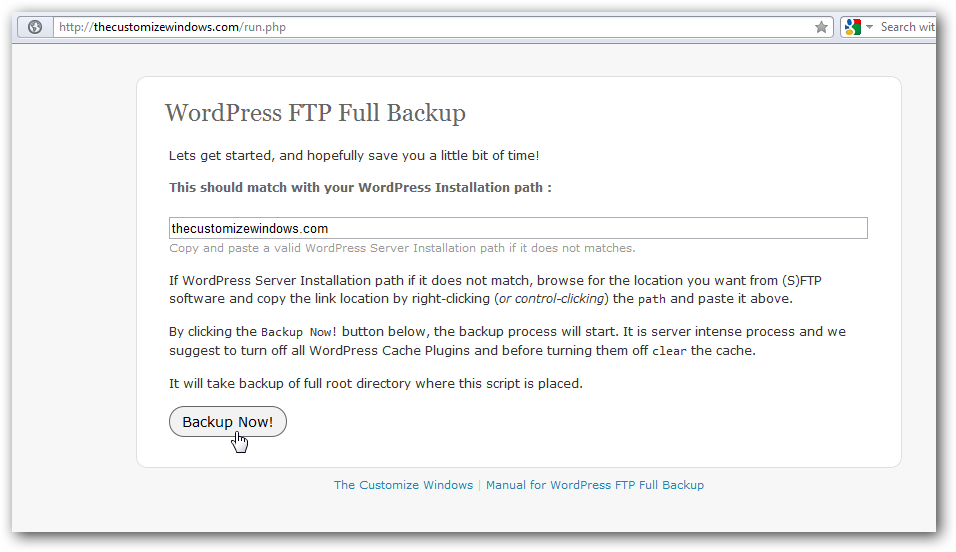 http://thecustomizewindows.com/run.php
Search wit
WordPress FTP Full Backup
Lets get started, and hopefully save you a little bit of time!
This should match with your WordPress Installation path :
thecustomizewindows.com
Copy and paste a valid WordPress Server Installation path if it does not matches.
If WordPress Server Installation path if it does not match, browse for the location you want from (S)FTP
software and copy the link location by right-clicking (or control-clicking) the path and paste it above.
By clicking the Backup Now! button below, the backup process will start. It is server intense process and we
suggest to turn off all WordPress Cache Plugins and before turning them off clear the cache.
It will take backup of full root directory where this script is placed.
Backup Now!
The Customize Windows | Manual for WordPress FTP Full Backup